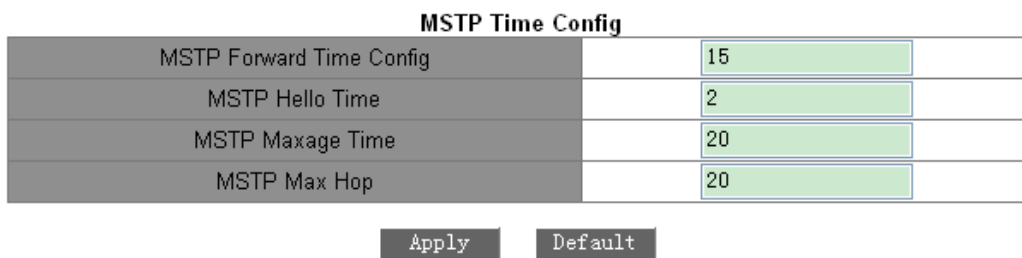 MSTP Time Config
MSTP Forward Time Config 15
MSTP Hello Time 2
MSTP Maxage Time 20
MSTP Max Hop 20
Apply Default